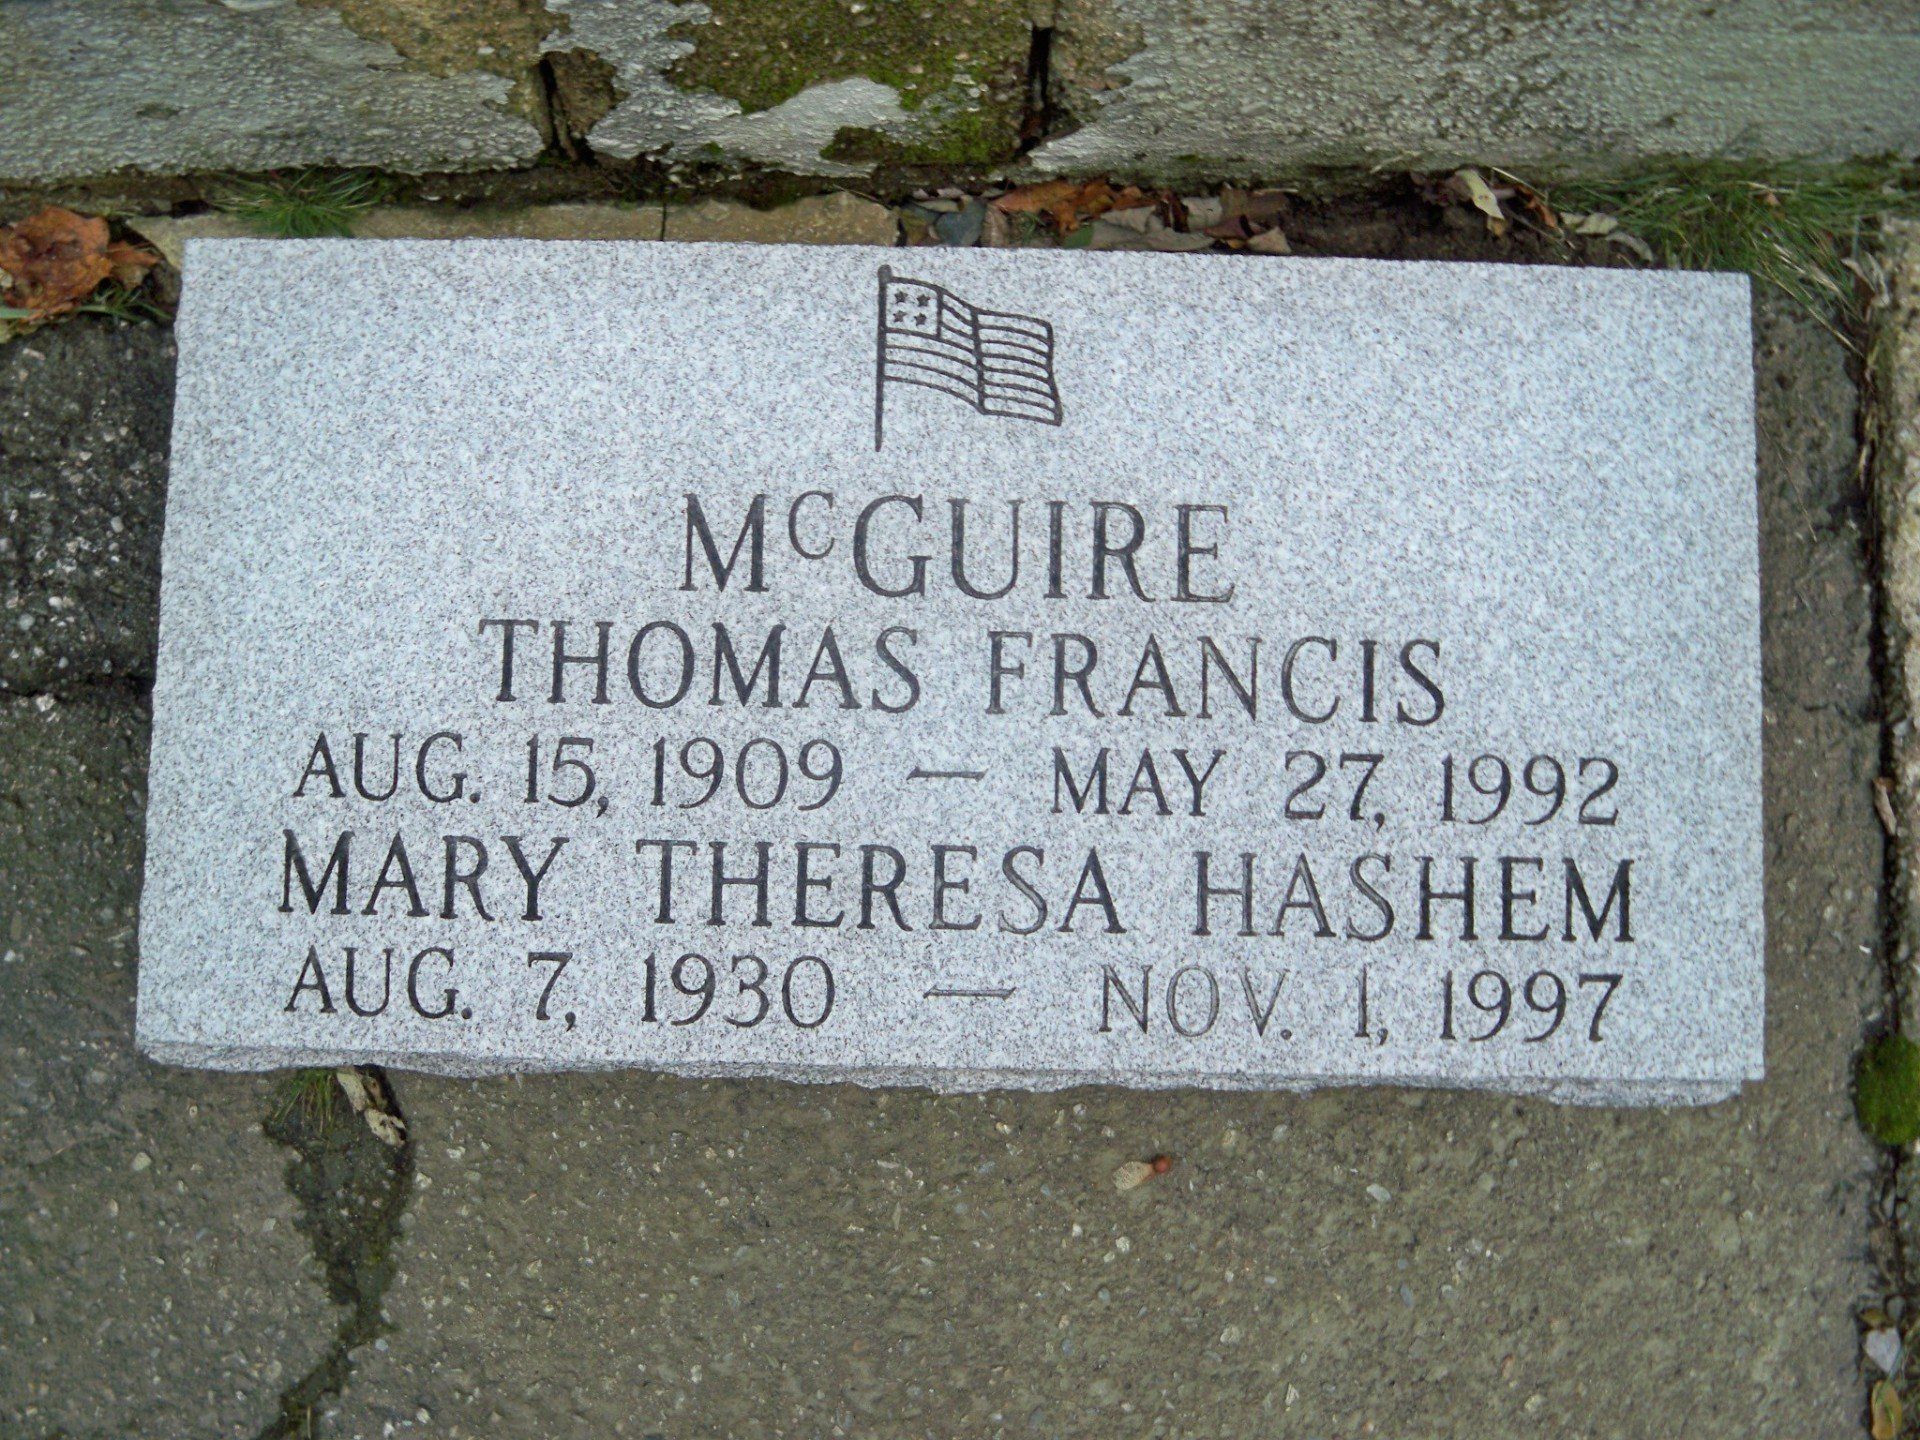 McGUIRE
THOMAS FRANCIS
AUG. 15, 1909 — MAY 27, 1992
MARY THERESA HASHEM
AUG. 7, 1930 — NOV. 1, 1997